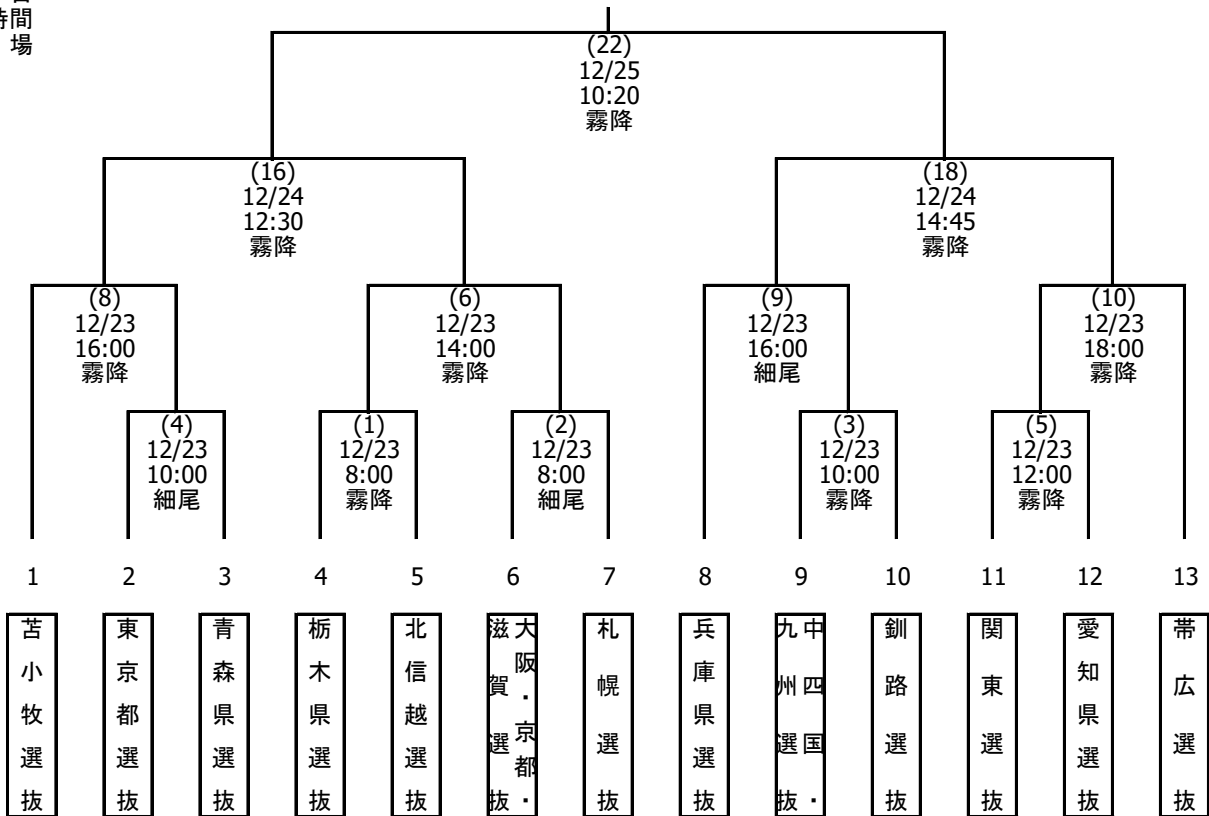 時間
場
(22)
12/25
10:20
霧降
(16)
12/24
12:30
霧降
(18)
12/24
14:45
霧降
(8)
12/23
16:00
霧降
(6)
12/23
14:00
霧降
(9)
12/23
16:00
細尾
(10)
12/23
18:00
霧降
(4)
12/23
10:00
細尾
(1)
12/23
8:00
霧降
(2)
12/23
8:00
細尾
(3)
12/23
10:00
霧降
(5)
12/23
12:00
霧降
1 2 3 4 5 6 7 8 9 10 11 12 13
苫小牧選抜
東京都選抜
青森県選抜
栃木県選抜
北信越選抜
大阪・京都・
滋賀選抜
札幌選抜
兵庫県選抜
中四国・
九州選抜
釧路選抜
関東選抜
愛知県選抜
帯広選抜